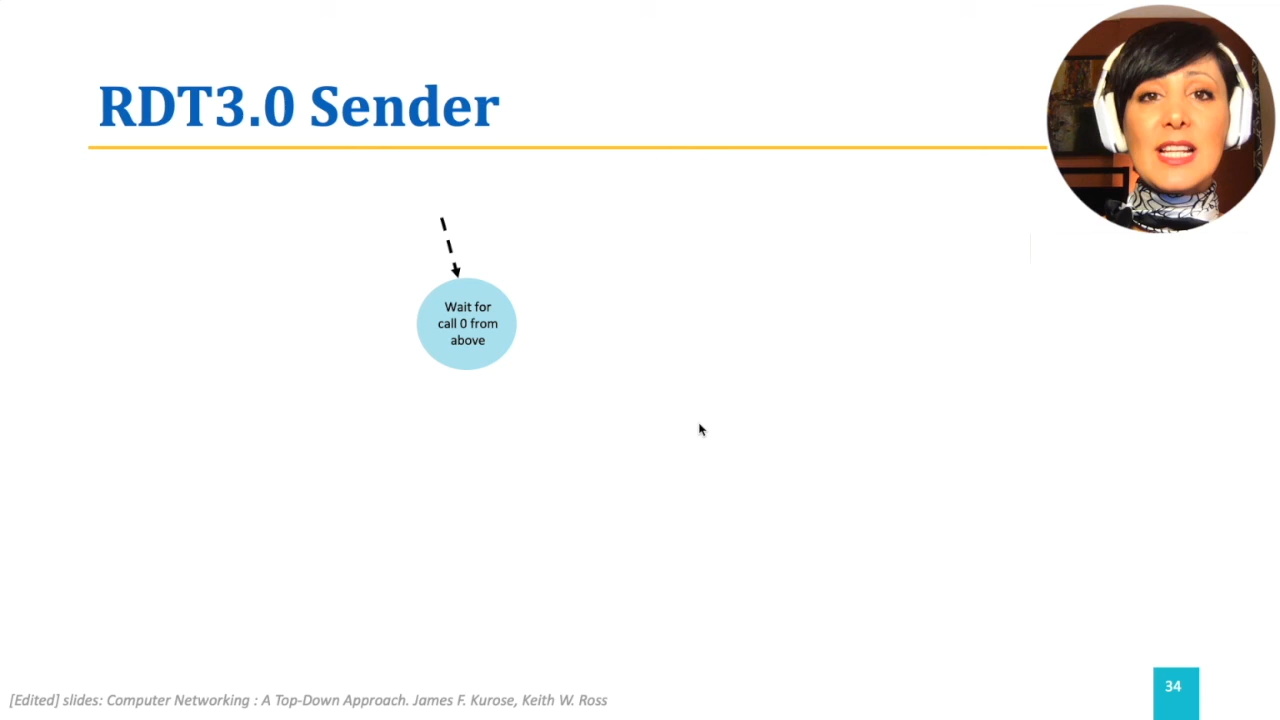 RDT3.0 Sender
Wait for
call 0 from
above
[Edited] slides: Computer Networking : A Top-Down Approach. James F. Kurose, Keith W. Ross
34